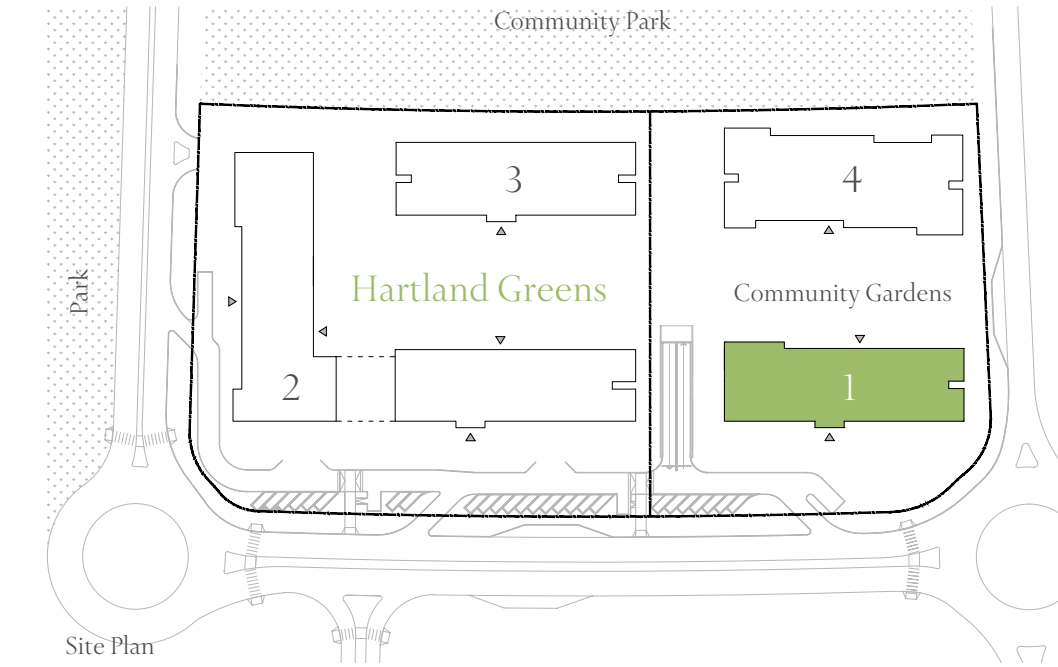 Community Park
3
4
Park
Hartland Greens
Community Gardens
2
1
Site Plan